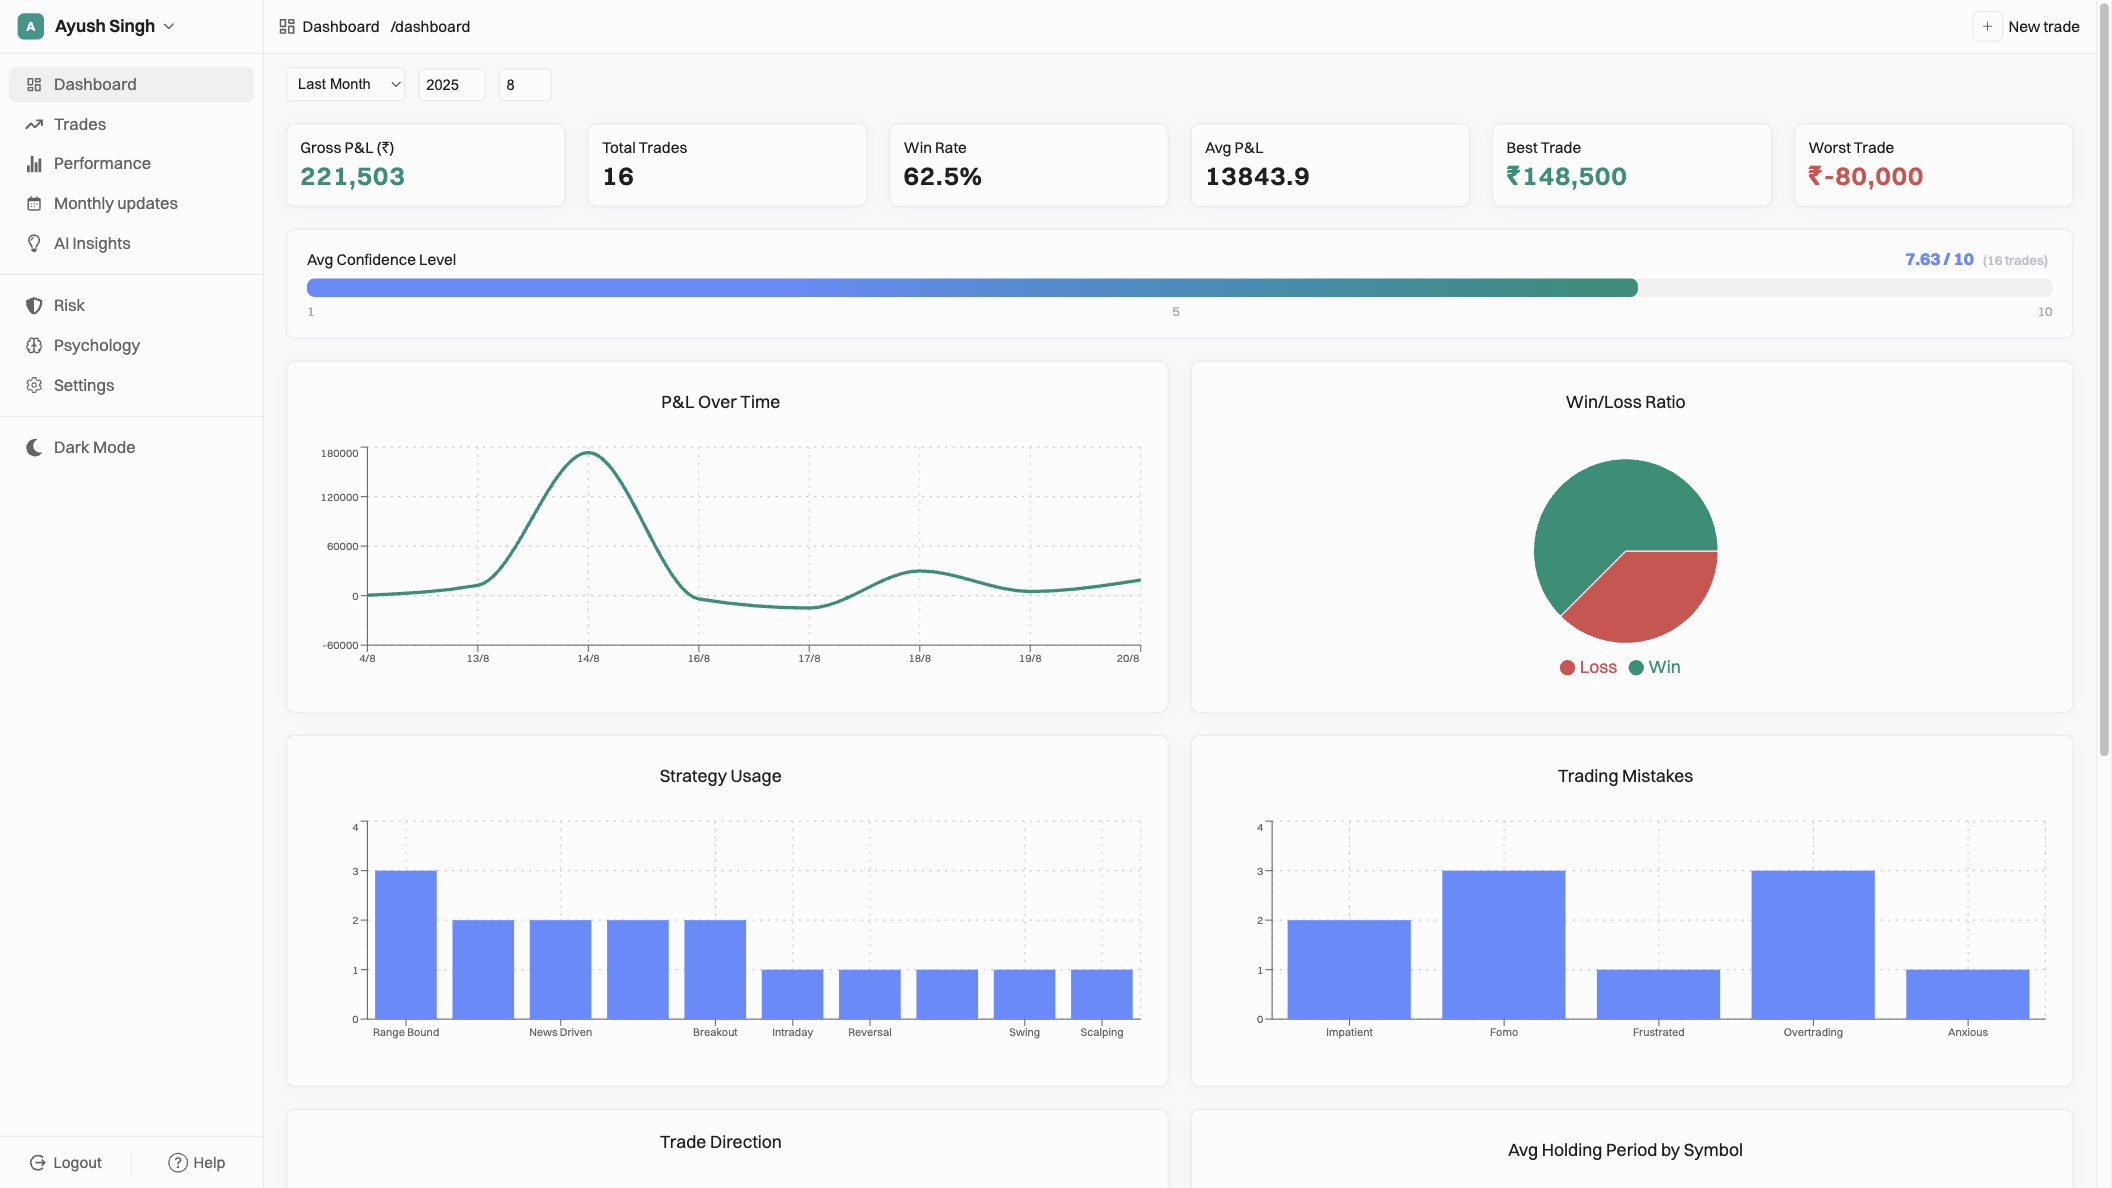 A Ayush Singh
Dashboard
Trades
Performance
Monthly updates
AI Insights
Risk
Psychology
Settings
Dark Mode
Logout
? Help
Dashboard /dashboard
+ New trade
Last Month 2025 8
Gross P&L (₹)
221,503
Total Trades
16
Win Rate
62.5%
Avg P&L
13843.9
Best Trade
₹148,500
Worst Trade
₹-80,000
Avg Confidence Level
7.63 / 10 (16 trades)
1 5 10
P&L Over Time
180000
120000
60000
0
-60000
4/8 13/8 14/8 16/8 17/8 18/8 19/8 20/8
Win/Loss Ratio
Loss Win
Strategy Usage
4
3
2
1
0
Range Bound News Driven Breakout Intraday Reversal Swing Scalping
Trading Mistakes
4
3
2
1
0
Impatient Fomo Frustrated Overtrading Anxious
Trade Direction
Avg Holding Period by Symbol